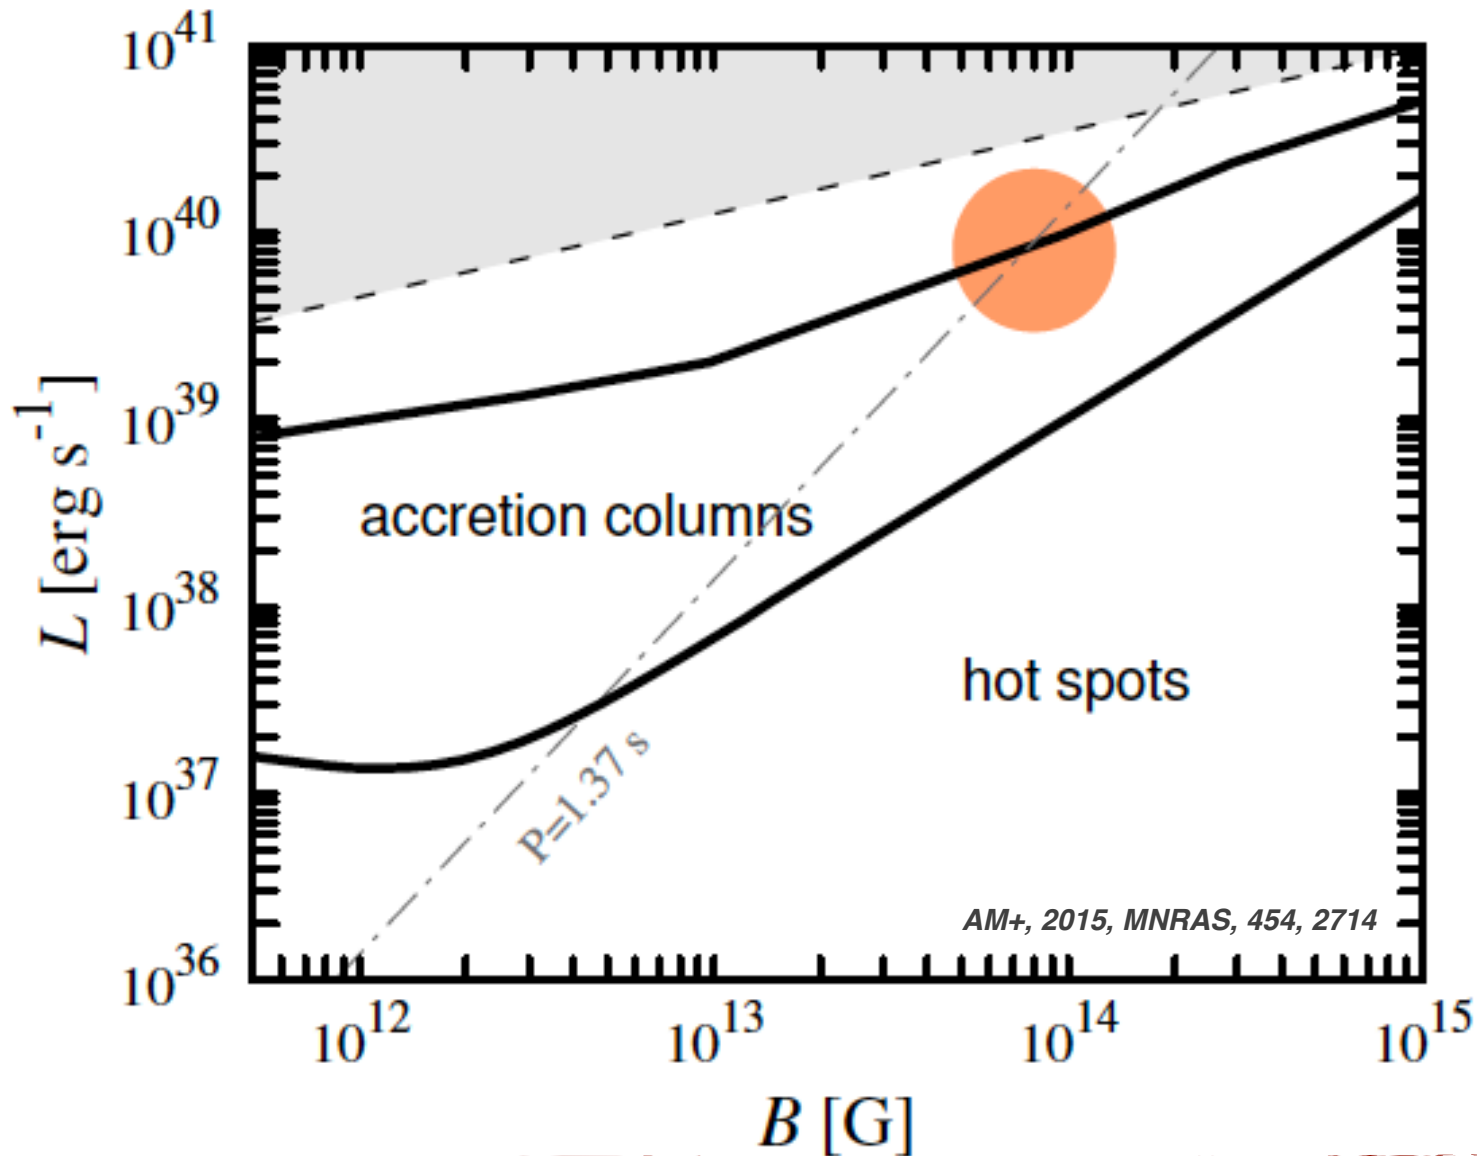 10^41
10^40
10^39
10^38
10^37
10^36
L [erg s^-1]
accretion columns
hot spots
P=1.37 s
AM+, 2015, MNRAS, 454, 2714
10^12
10^13
10^14
10^15
B [G]